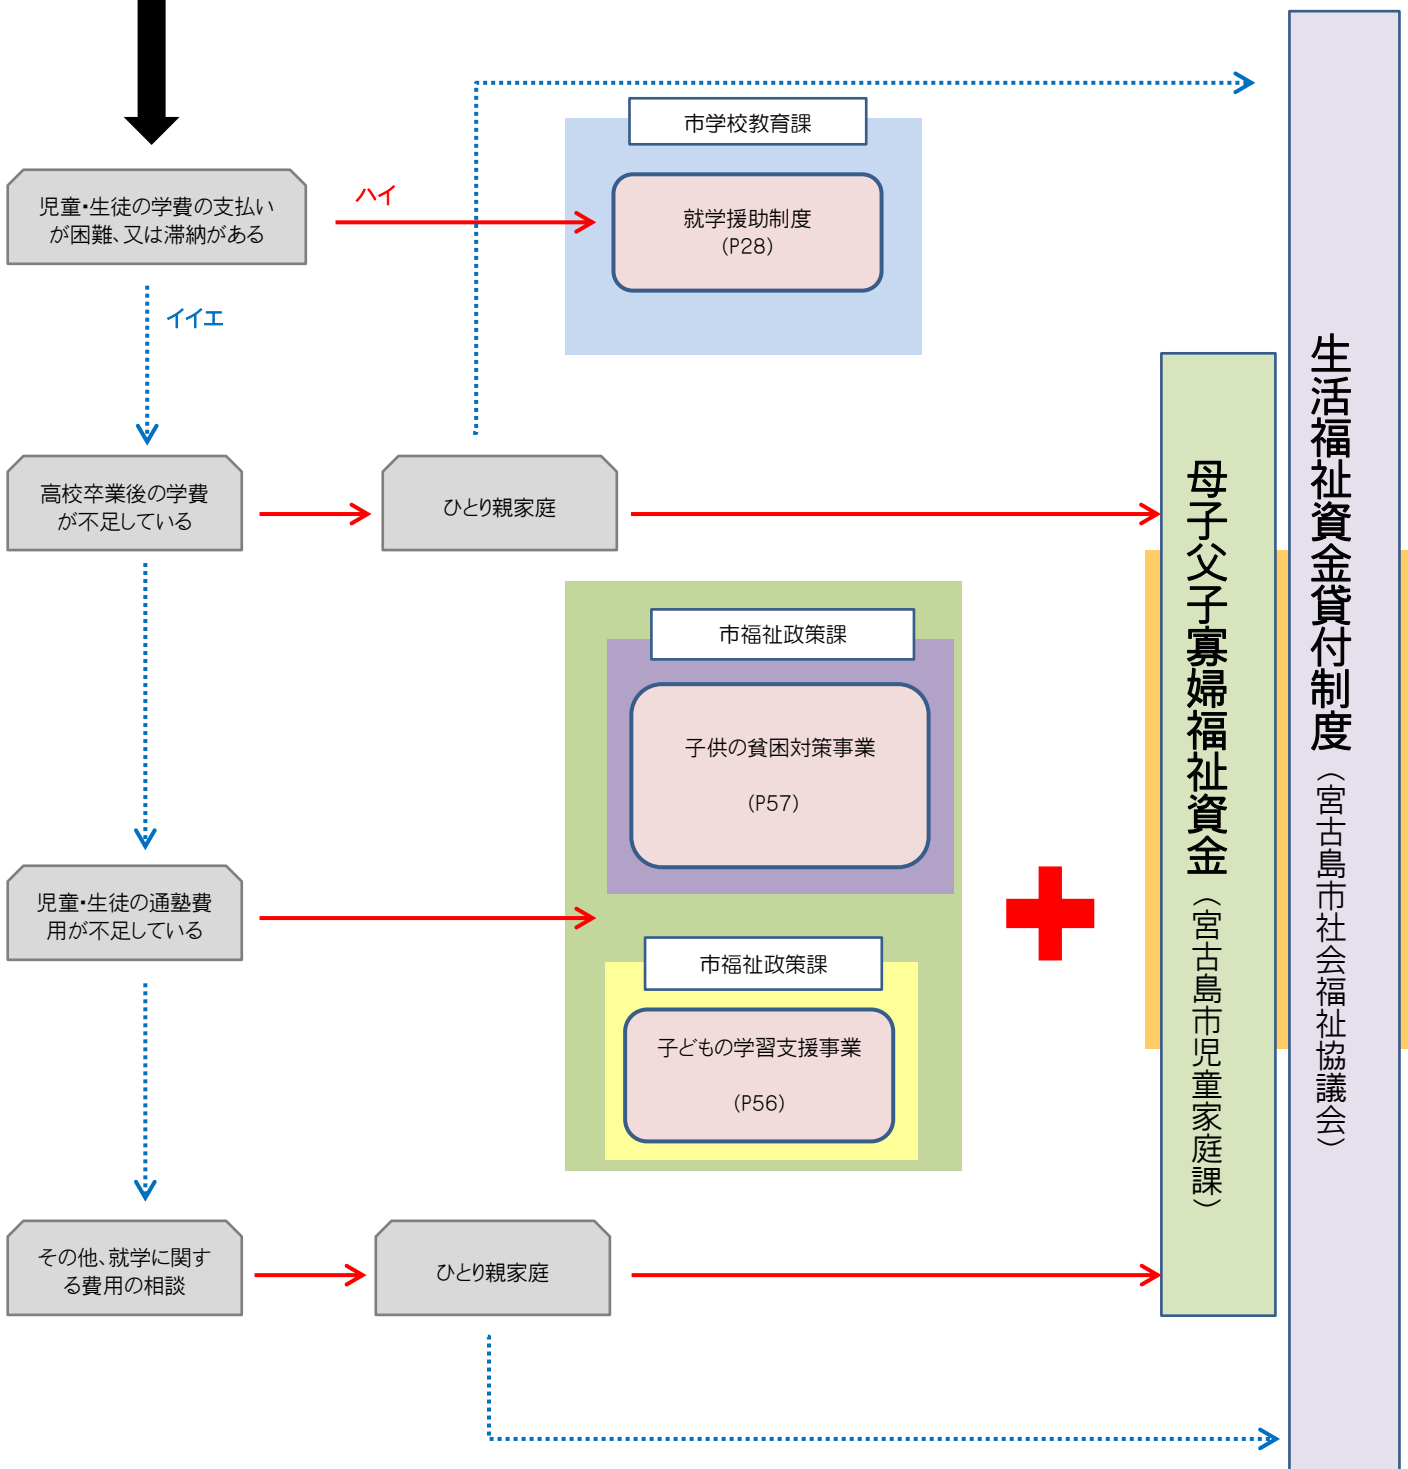 市学校教育課
児童・生徒の学費の支払い
が困難、又は滞納がある
ハイ
就学援助制度
(P28)
イイエ
高校卒業後の学費
が不足している
ひとり親家庭
市福祉政策課
子供の貧困対策事業
(P57)
児童・生徒の通塾費
用が不足している
市福祉政策課
子どもの学習支援事業
(P56)
その他、就学に関す
る費用の相談
ひとり親家庭
母子父子寡婦福祉資金（宮古島市児童家庭課）
生活福祉資金貸付制度（宮古島市社会福祉協議会）